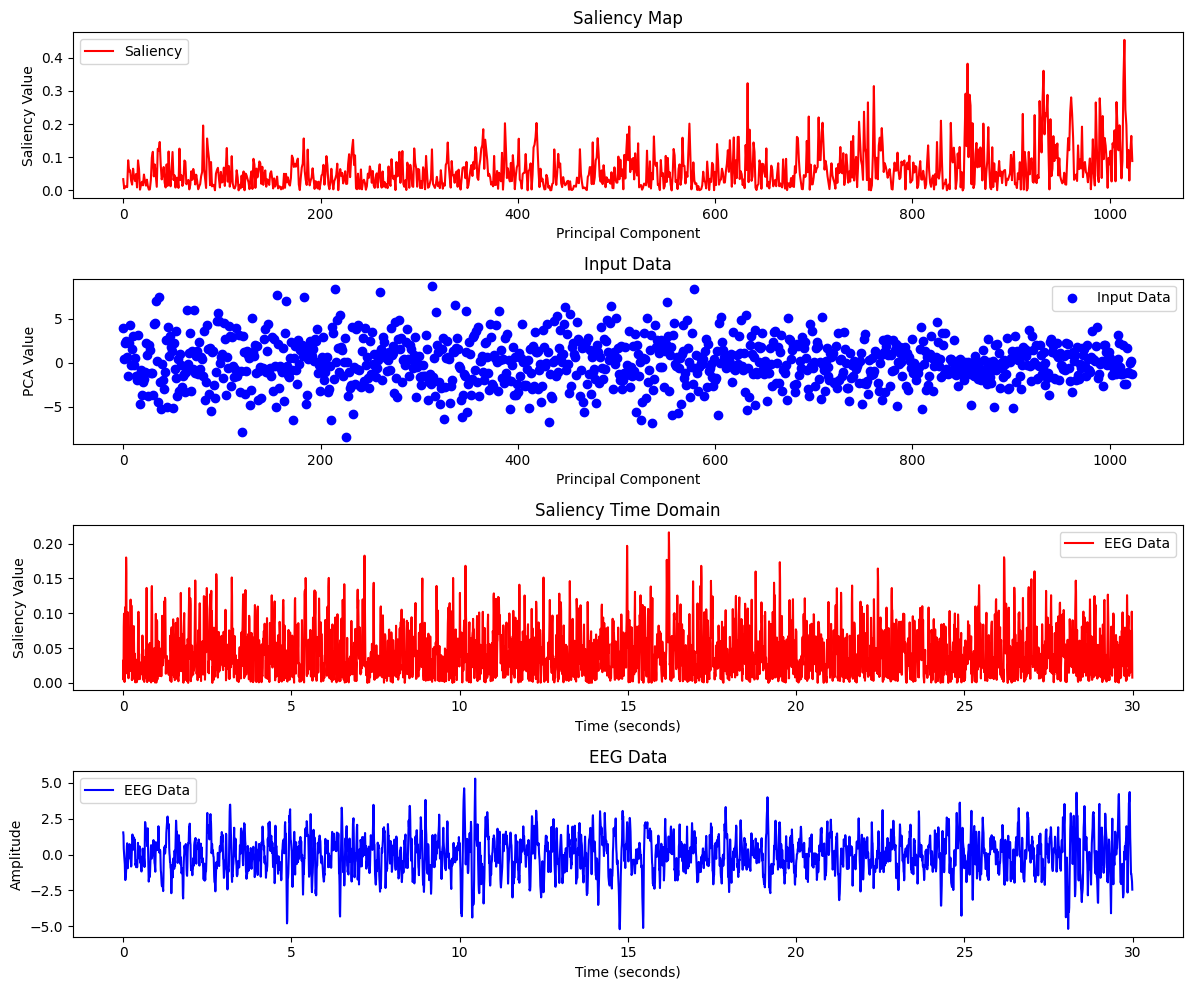 Saliency Map
Saliency
Saliency Value
0.4
0.3
0.2
0.1
0.0
0 200 400 600 800 1000
Principal Component
Input Data
Input Data
PCA Value
5
0
−5
0 200 400 600 800 1000
Principal Component
Saliency Time Domain
EEG Data
Saliency Value
0.20
0.15
0.10
0.05
0.00
0 5 10 15 20 25 30
Time (seconds)
EEG Data
EEG Data
Amplitude
5.0
2.5
0.0
−2.5
−5.0
0 5 10 15 20 25 30
Time (seconds)